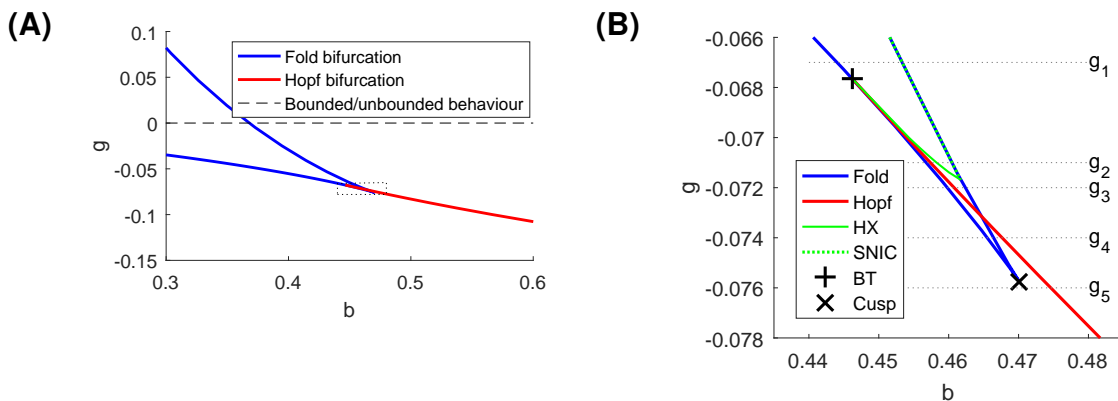 (A)
0.1
0.05
0
-0.05
-0.1
-0.15
g
0.3
0.4
0.5
0.6
b
Fold bifurcation
Hopf bifurcation
Bounded/unbounded behaviour
(B)
-0.066
-0.068
-0.07
-0.072
-0.074
-0.076
-0.078
g
g1
g2
g3
g4
g5
Fold
Hopf
HX
SNIC
BT
Cusp
0.44
0.45
0.46
0.47
0.48
b